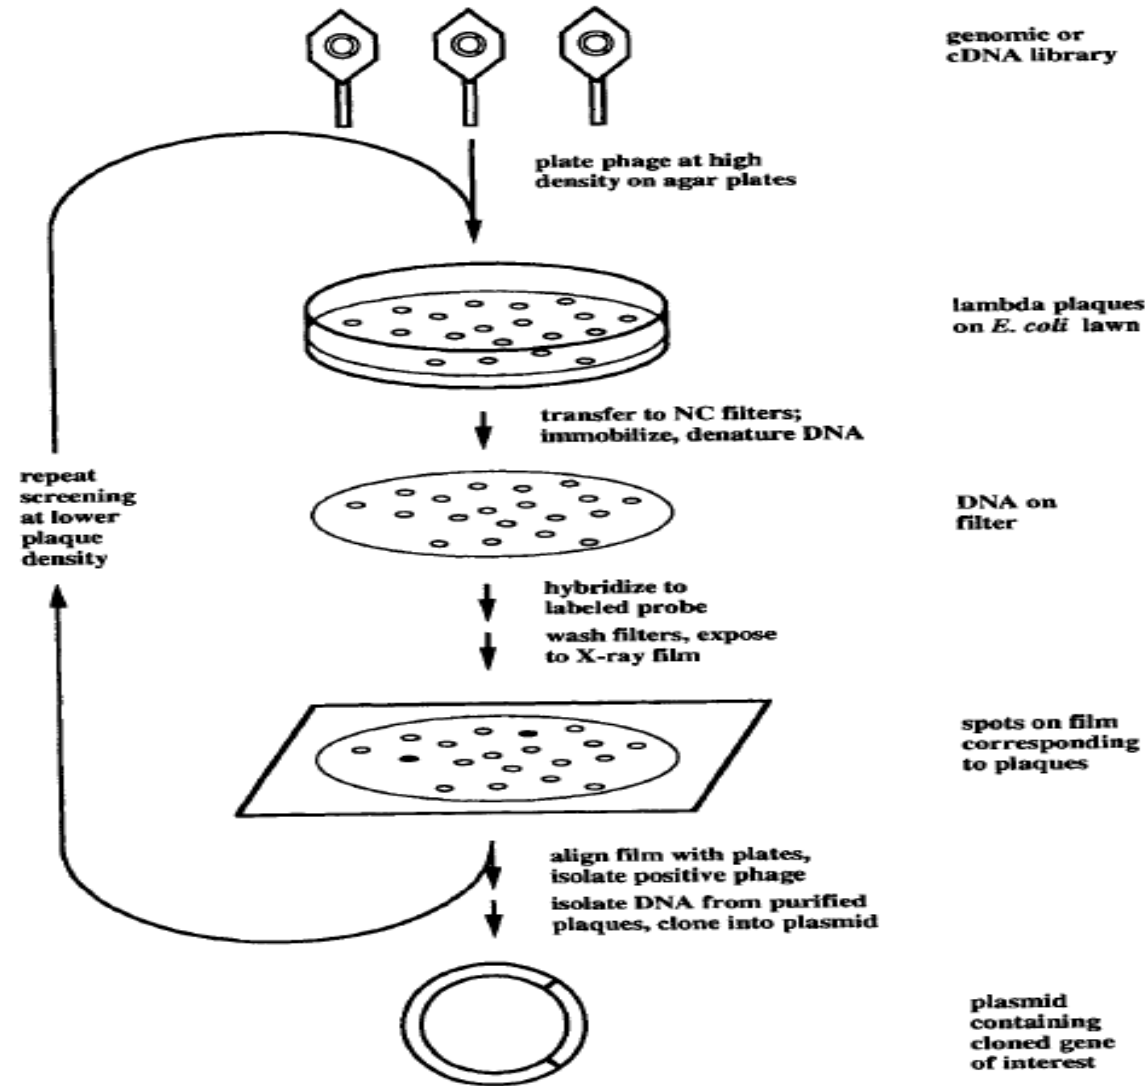 genomic or
cDNA library
plate phage at high
density on agar plates
lambda plaques
on E. coli lawn
transfer to NC filters;
immobilize, denature DNA
repeat
screening
at lower
plaque
density
DNA on
filter
hybridize to
labeled probe
wash filters, expose
to X-ray film
spots on film
corresponding
to plaques
align film with plates,
isolate positive phage
isolate DNA from purified
plaques, clone into plasmid
plasmid
containing
cloned gene
of interest